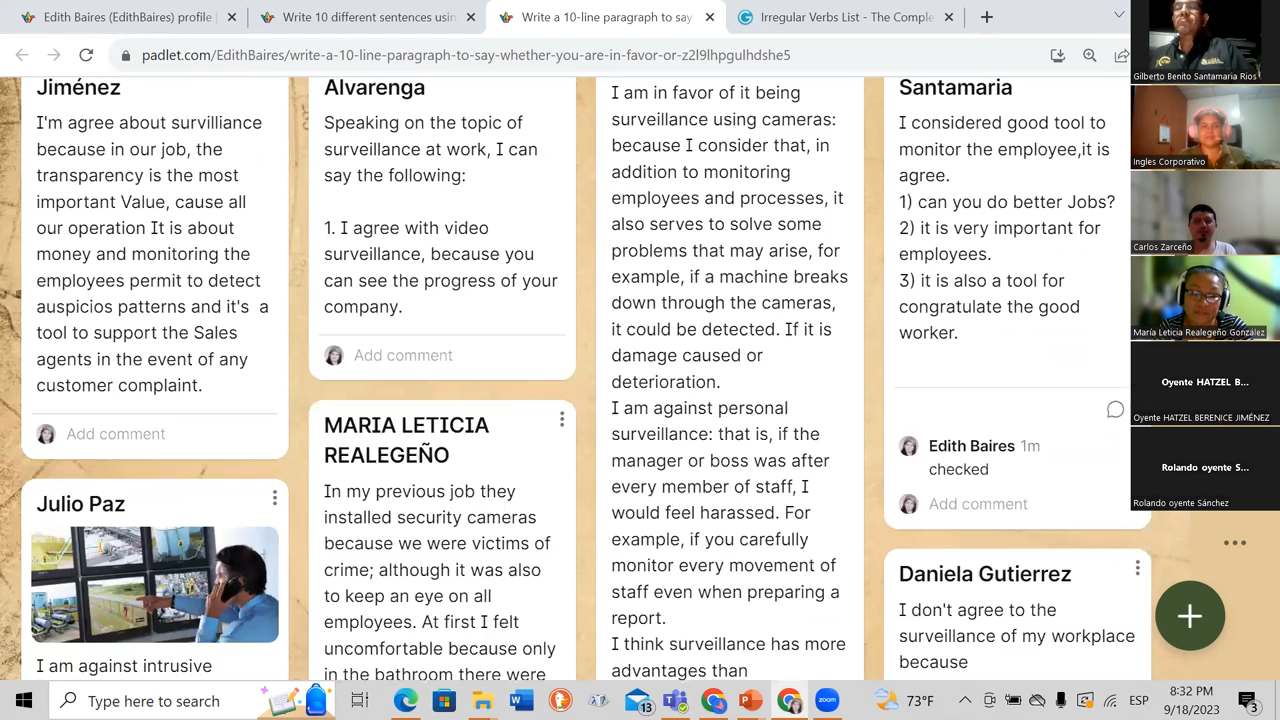 EdithBaires (EdithBaires) profile |
Write 10 different sentences usin
Write a 10-line paragraph to say
Irregular Verbs List - The Comple
padlet.com/EdithBaires/write-a-10-line-paragraph-to-say-whether-you-are-in-favor-or-z2l9lhpgulhdshe5
Jiménez
I'm agree about survilliance
because in our job, the
transparency is the most
important Value, cause all
our operation It is about
money and monitoring the
employees permit to detect
auspicios patterns and it's a
tool to support the Sales
agents in the event of any
customer complaint.
Add comment
Julio Paz
I am against intrusive
Alvarenga
Speaking on the topic of
surveillance at work, I can
say the following:
1. I agree with video
surveillance, because you
can see the progress of your
company.
Add comment
MARIA LETICIA
REALEGEÑO
In my previous job they
installed security cameras
because we were victims of
crime; although it was also
to keep an eye on all
employees. At first I felt
uncomfortable because only
in the bathroom there were
I am in favor of it being
surveillance using cameras:
because I consider that, in
addition to monitoring
employees and processes, it
also serves to solve some
problems that may arise, for
example, if a machine breaks
down through the cameras,
it could be detected. If it is
damage caused or
deterioration.
I am against personal
surveillance: that is, if the
manager or boss was after
every member of staff, I
would feel harassed. For
example, if you carefully
monitor every movement of
staff even when preparing a
report.
I think surveillance has more
advantages than
Santamaria
I considered good tool to
monitor the employee,it is
agree.
1) can you do better Jobs?
2) it is very important for
employees.
3) it is also a tool for
congratulate the good
worker.
Edith Baires 1m
checked
Add comment
Daniela Gutierrez
I don't agree to the
surveillance of my workplace
because
Gilberto Benito Santamaria Rios
Ingles Corporativo
Carlos Zarceño
María Leticia Realegeño González
Oyente HATZEL B...
Oyente HATZEL BERENICE JIMÉNEZ
Rolando oyente S...
Rolando oyente Sánchez
Type here to search
13
zoom
73°F
ESP
8:32 PM
9/18/2023
3